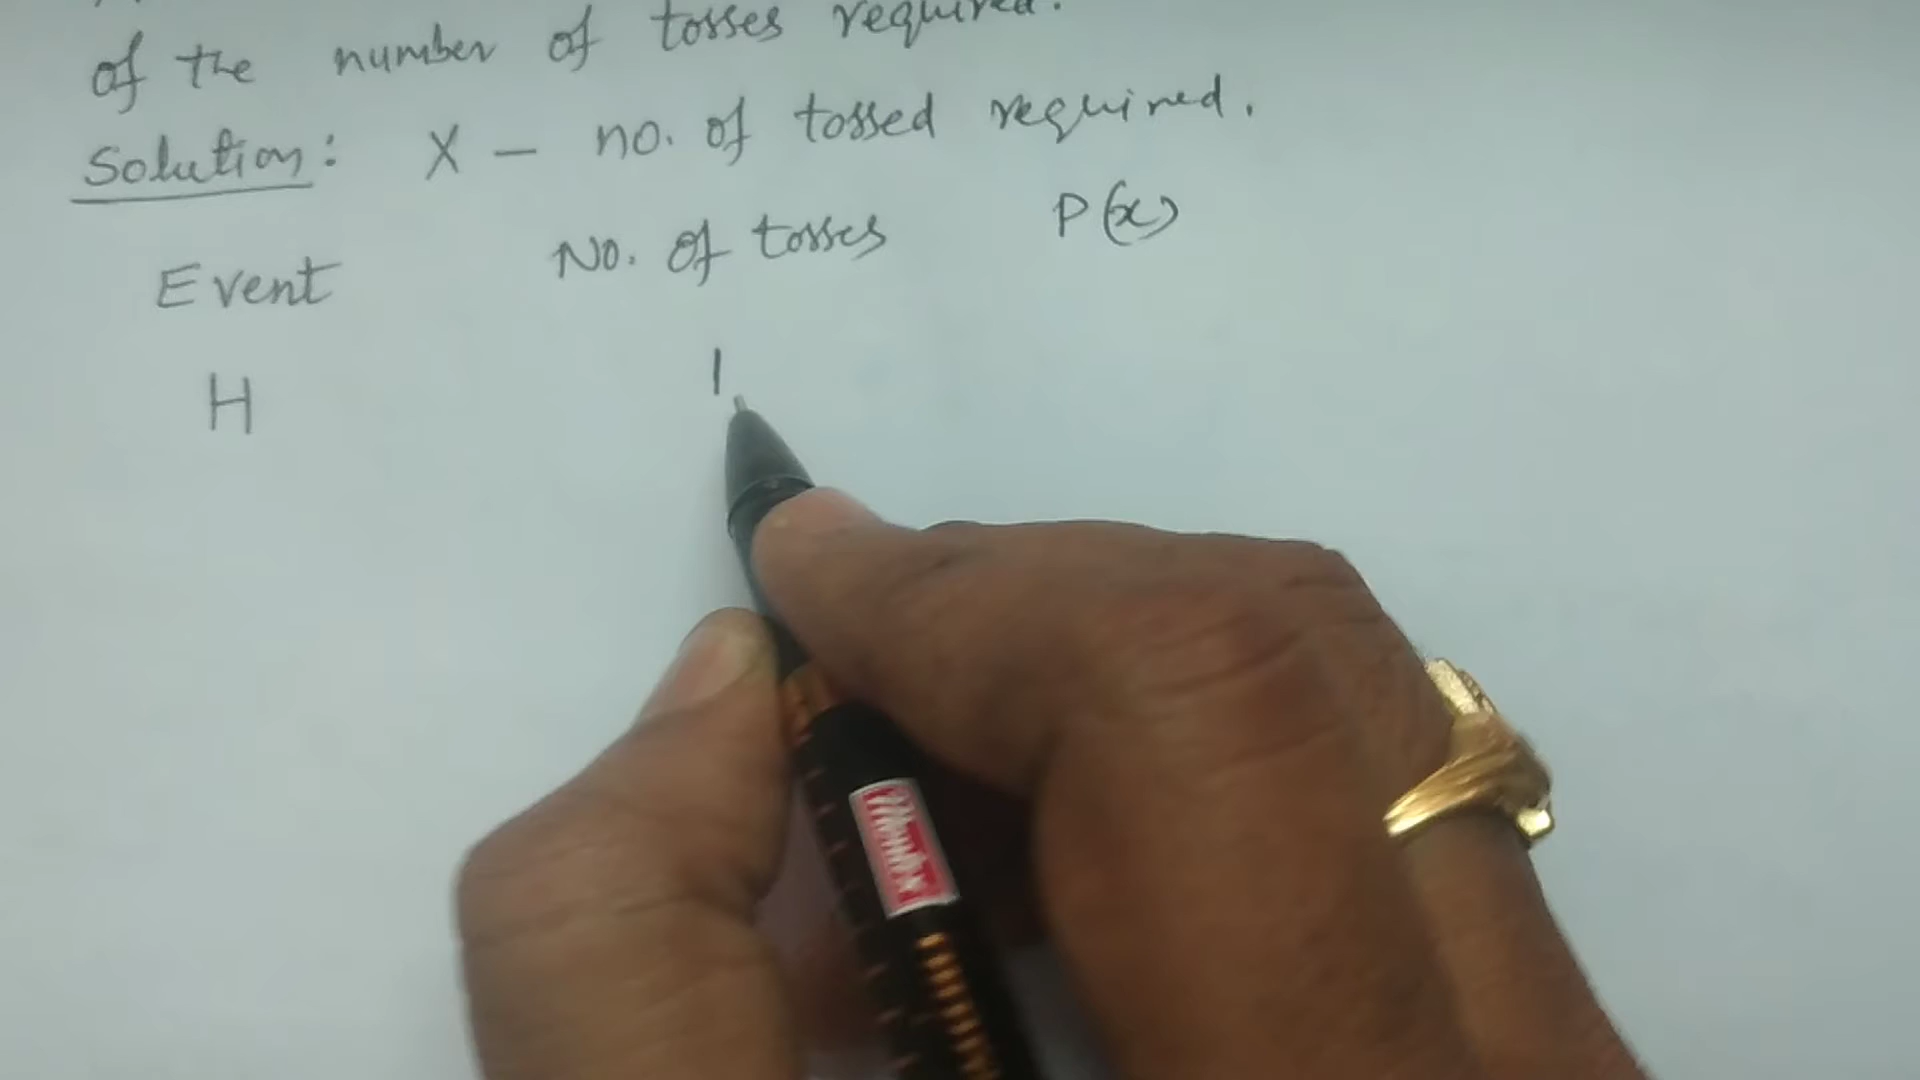 of the number of tosses required.
Solution: X - no. of tossed required.
Event No. of tosses P(x)
H 1